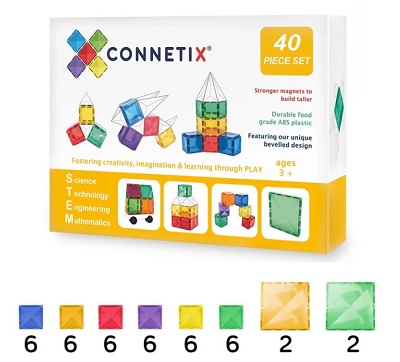 CONNETIX®
40
PIECE SET
Stronger magnets to
build taller
Durable food
grade ABS plastic
Featuring our unique
bevelled design
Fostering creativity, imagination & learning through PLAY
ages
3 +
Science
Technology
Engineering
Mathematics
6 6 6 6 6 6 2 2